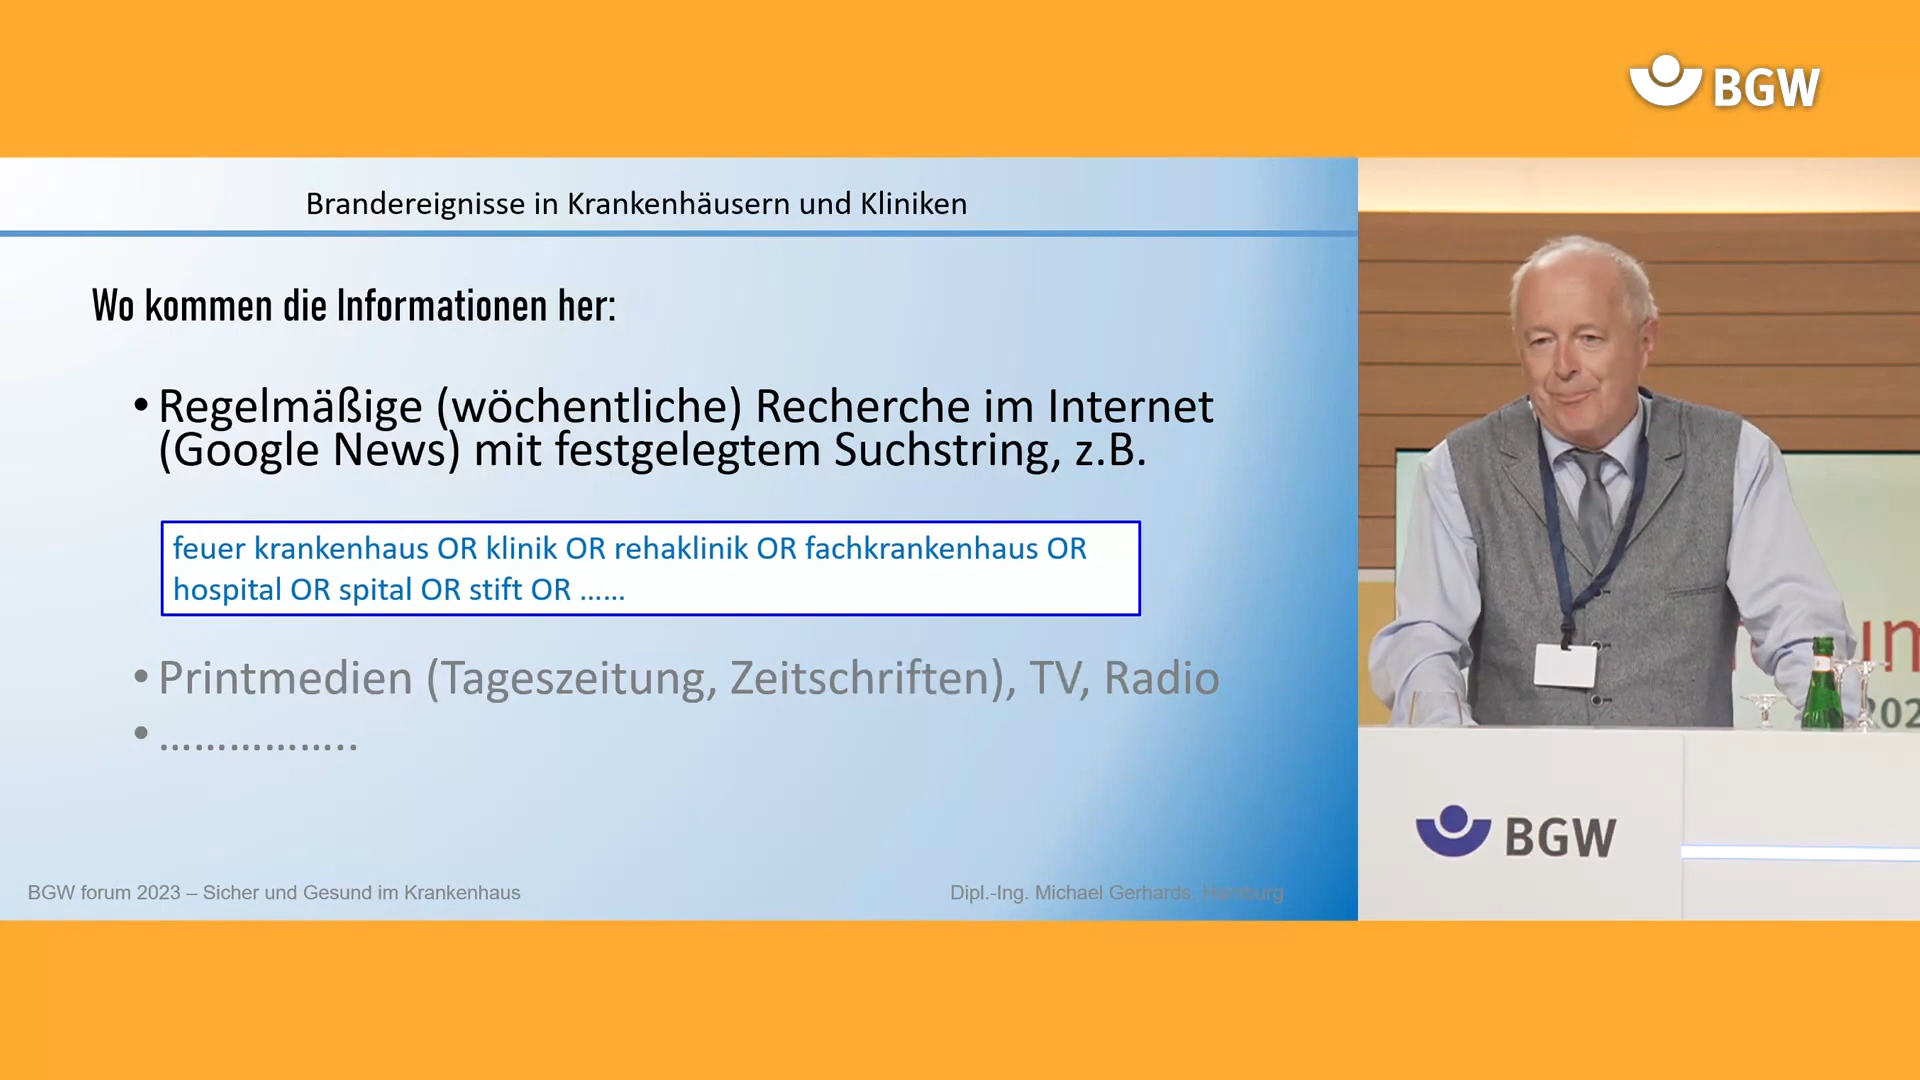 BGW
Brandereignisse in Krankenhäusern und Kliniken
Wo kommen die Informationen her:
• Regelmäßige (wöchentliche) Recherche im Internet
(Google News) mit festgelegtem Suchstring, z.B.
feuer krankenhaus OR klinik OR rehaklinik OR fachkrankenhaus OR
hospital OR spital OR stift OR ......
• Printmedien (Tageszeitung, Zeitschriften), TV, Radio
• ……………..
BGW forum 2023 – Sicher und Gesund im Krankenhaus
Dipl.-Ing. Michael Gerhards, Hamburg
BGW